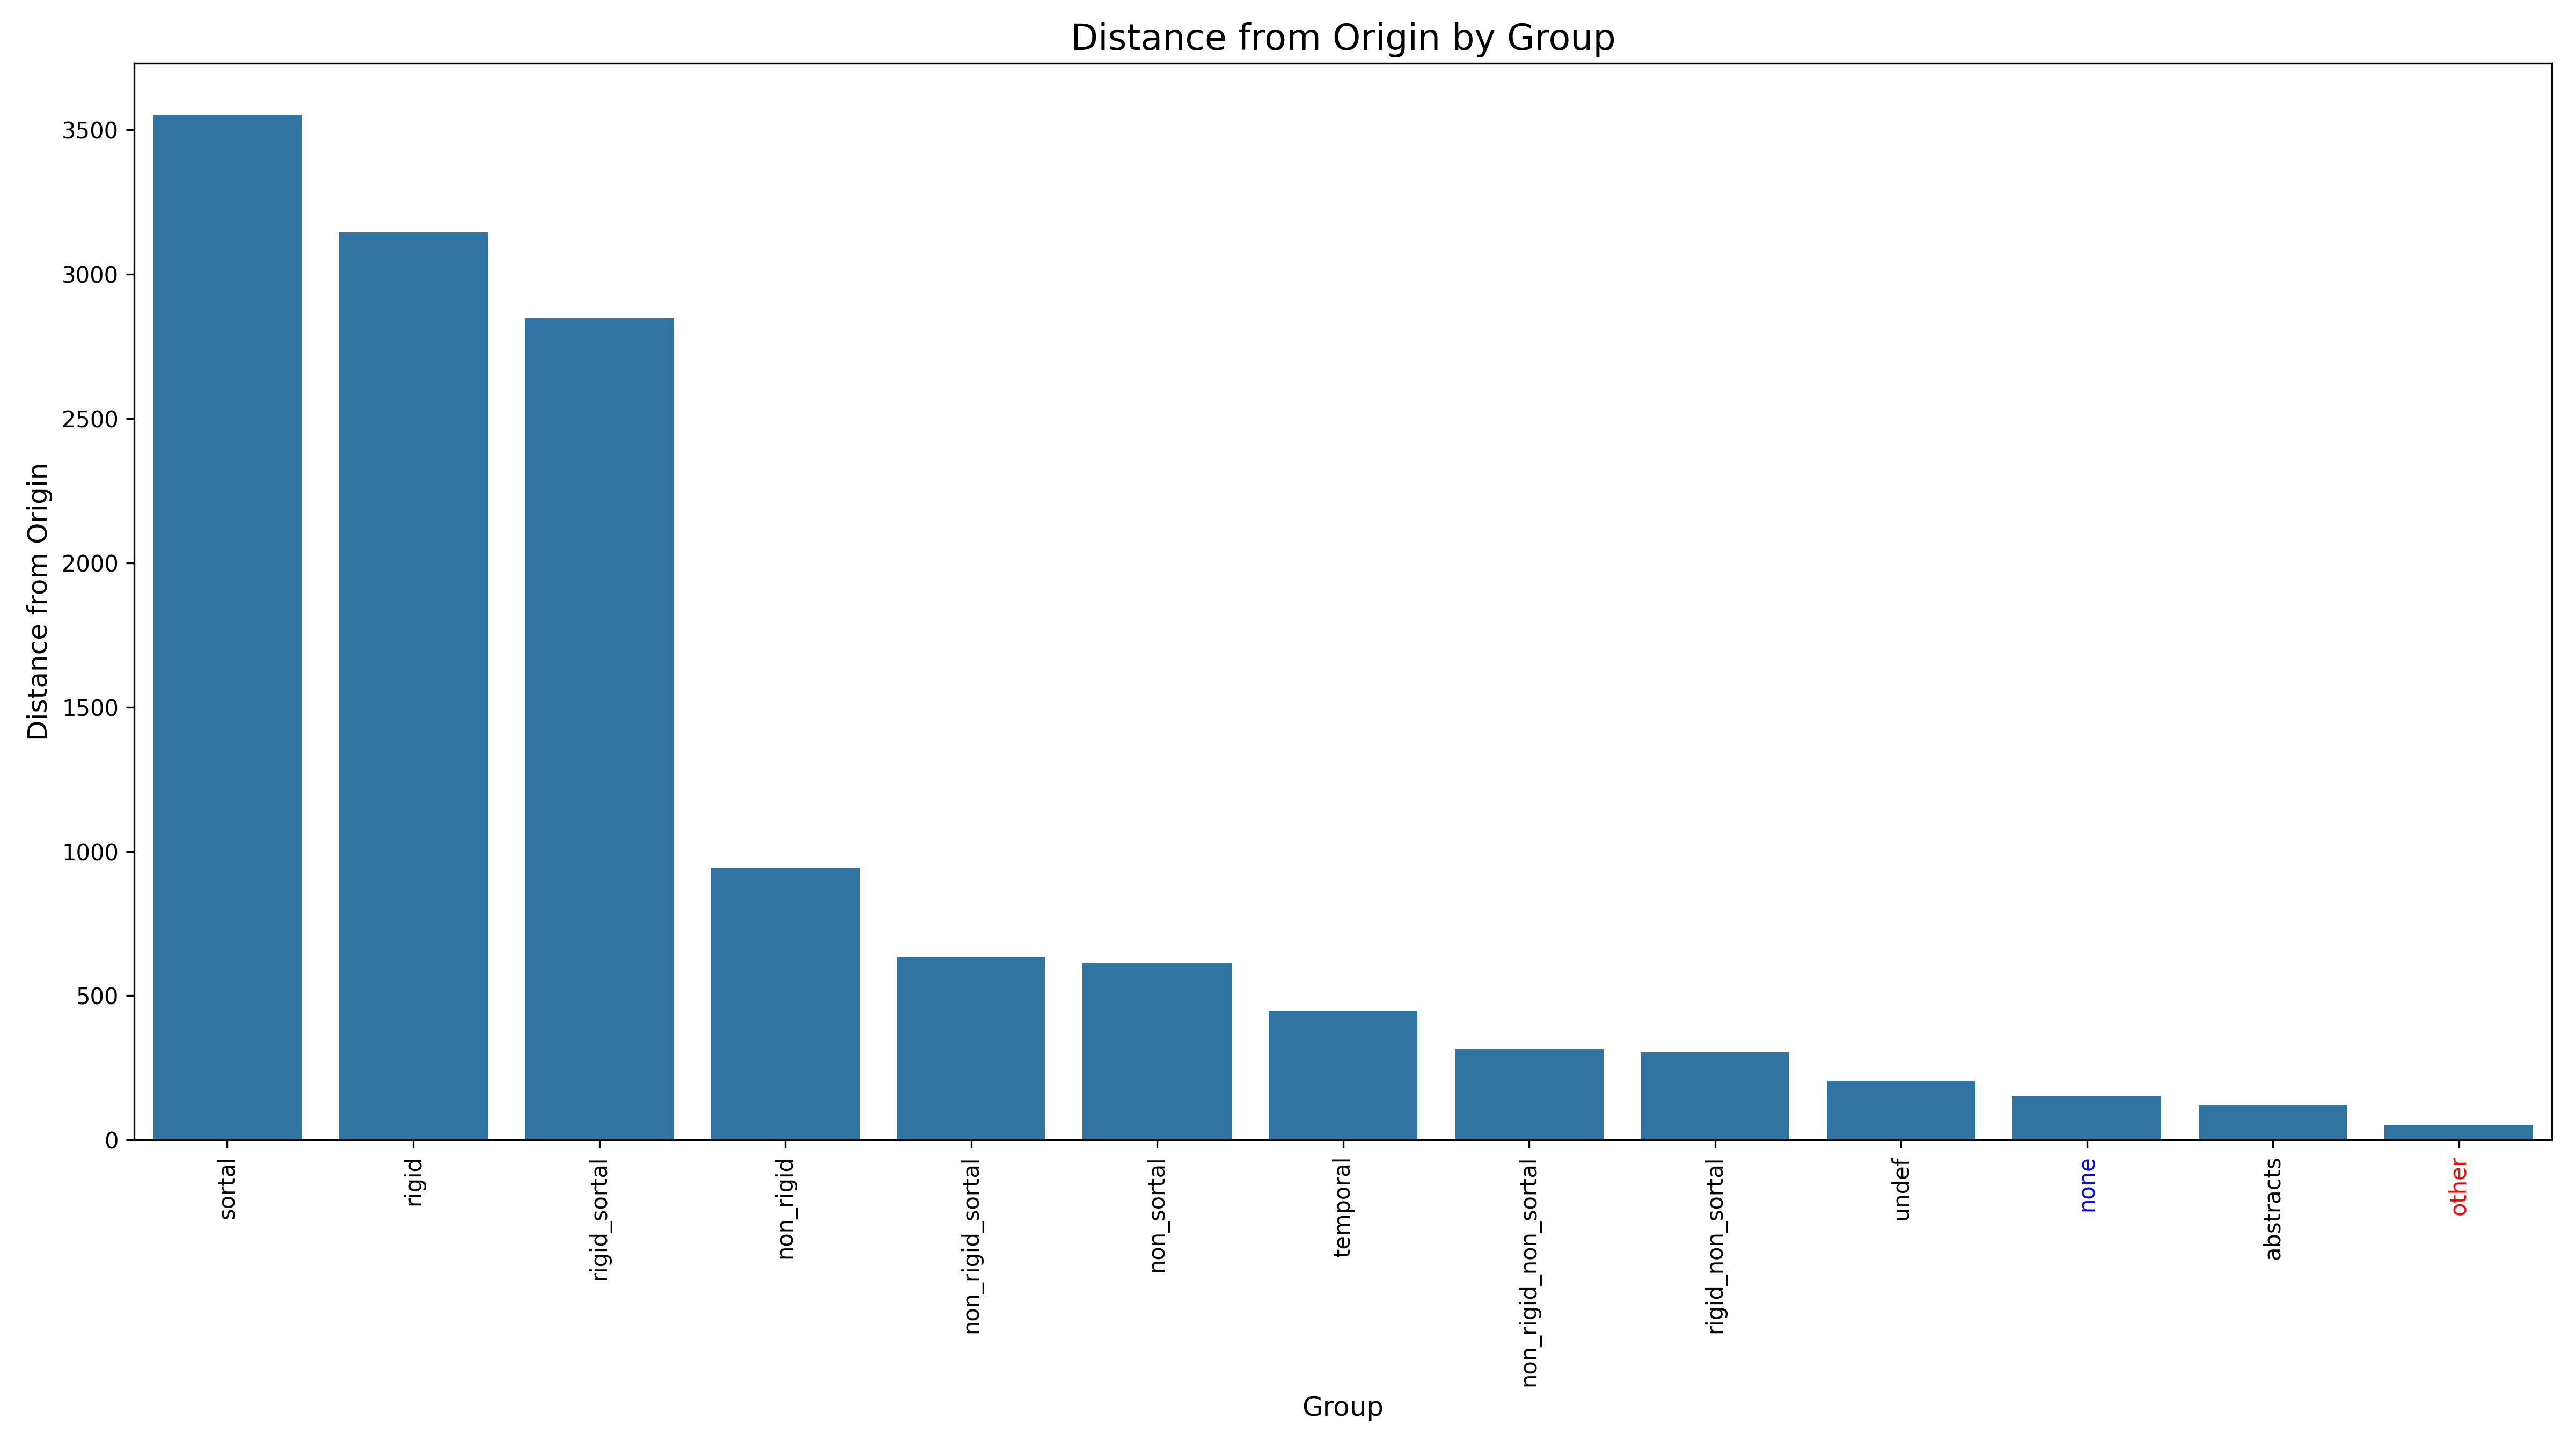 Distance from Origin by Group
Distance from Origin
3500
3000
2500
2000
1500
1000
500
0
sortal
rigid
rigid_sortal
non_rigid
non_rigid_sortal
non_sortal
temporal
non_rigid_non_sortal
rigid_non_sortal
undef
none
abstracts
other
Group